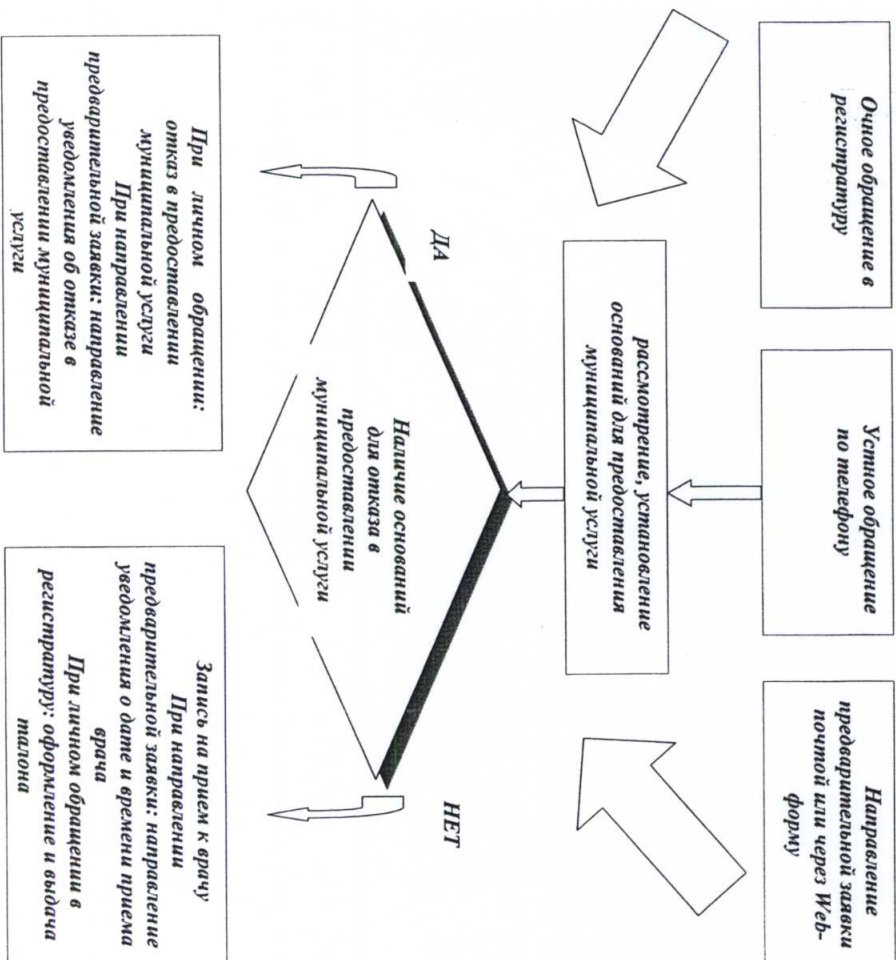 Очное обращение в
регистратуру
Устное обращение
по телефону
Направление
предварительной заявки
почтой или через Web-
форму
рассмотрение, установление
оснований для предоставления
муниципальной услуги
Наличие оснований
для отказа в
предоставлении
муниципальной услуги
ДА
НЕТ
При личном обращении:
отказ в предоставлении
муниципальной услуги
При направлении
предварительной заявки: направление
уведомления об отказе в
предоставлении муниципальной
услуги
Запись на прием к врачу
При направлении
предварительной заявки: направление
уведомления о дате и времени приема
врача
При личном обращении в
регистратуру: оформление и выдача
талона